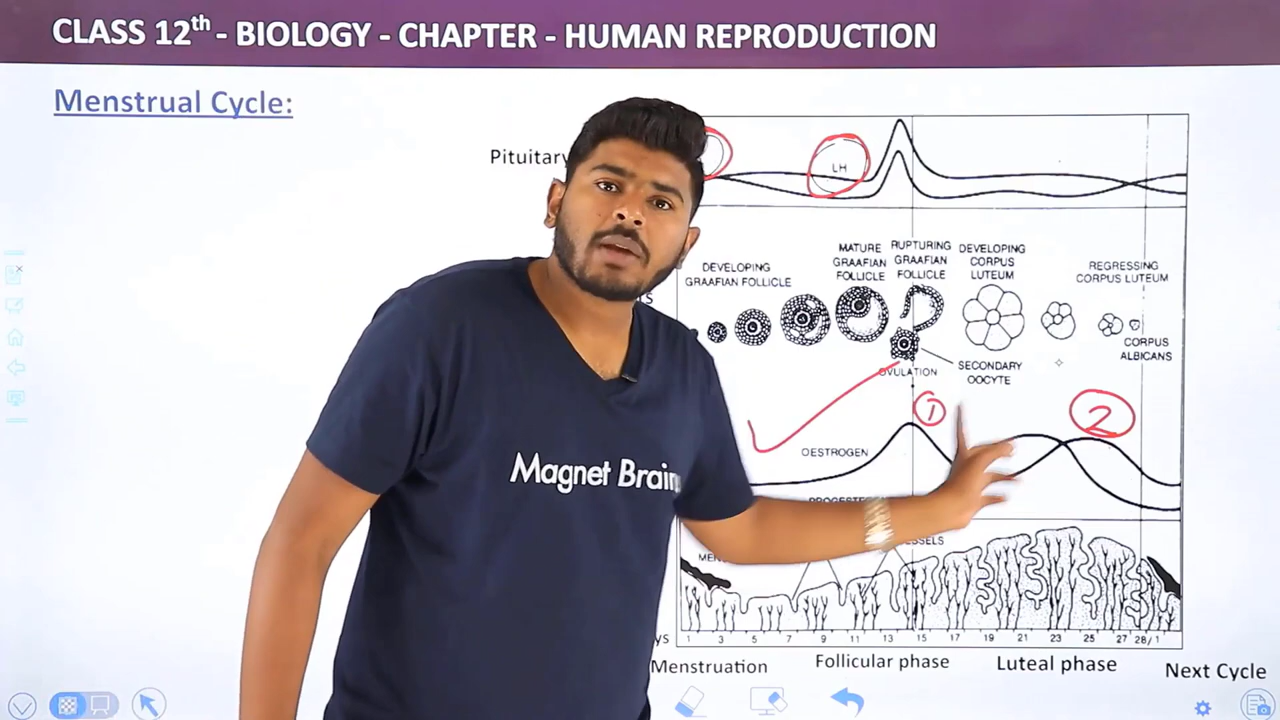 CLASS 12th - BIOLOGY - CHAPTER - HUMAN REPRODUCTION
Menstrual Cycle:
Pituitary
LH
DEVELOPING
GRAAFIAN FOLLICLE
MATURE
GRAAFIAN
FOLLICLE
RUPTURING
GRAAFIAN
FOLLICLE
DEVELOPING
CORPUS
LUTEUM
REGRESSING
CORPUS LUTEUM
CORPUS
ALBICANS
OVULATION
SECONDARY
OOCYTE
1
2
OESTROGEN
Magnet Brain
1 3 5 7 9 11 13 15 17 19 21 23 25 27 28/1
Menstruation
Follicular phase
Luteal phase
Next Cycle